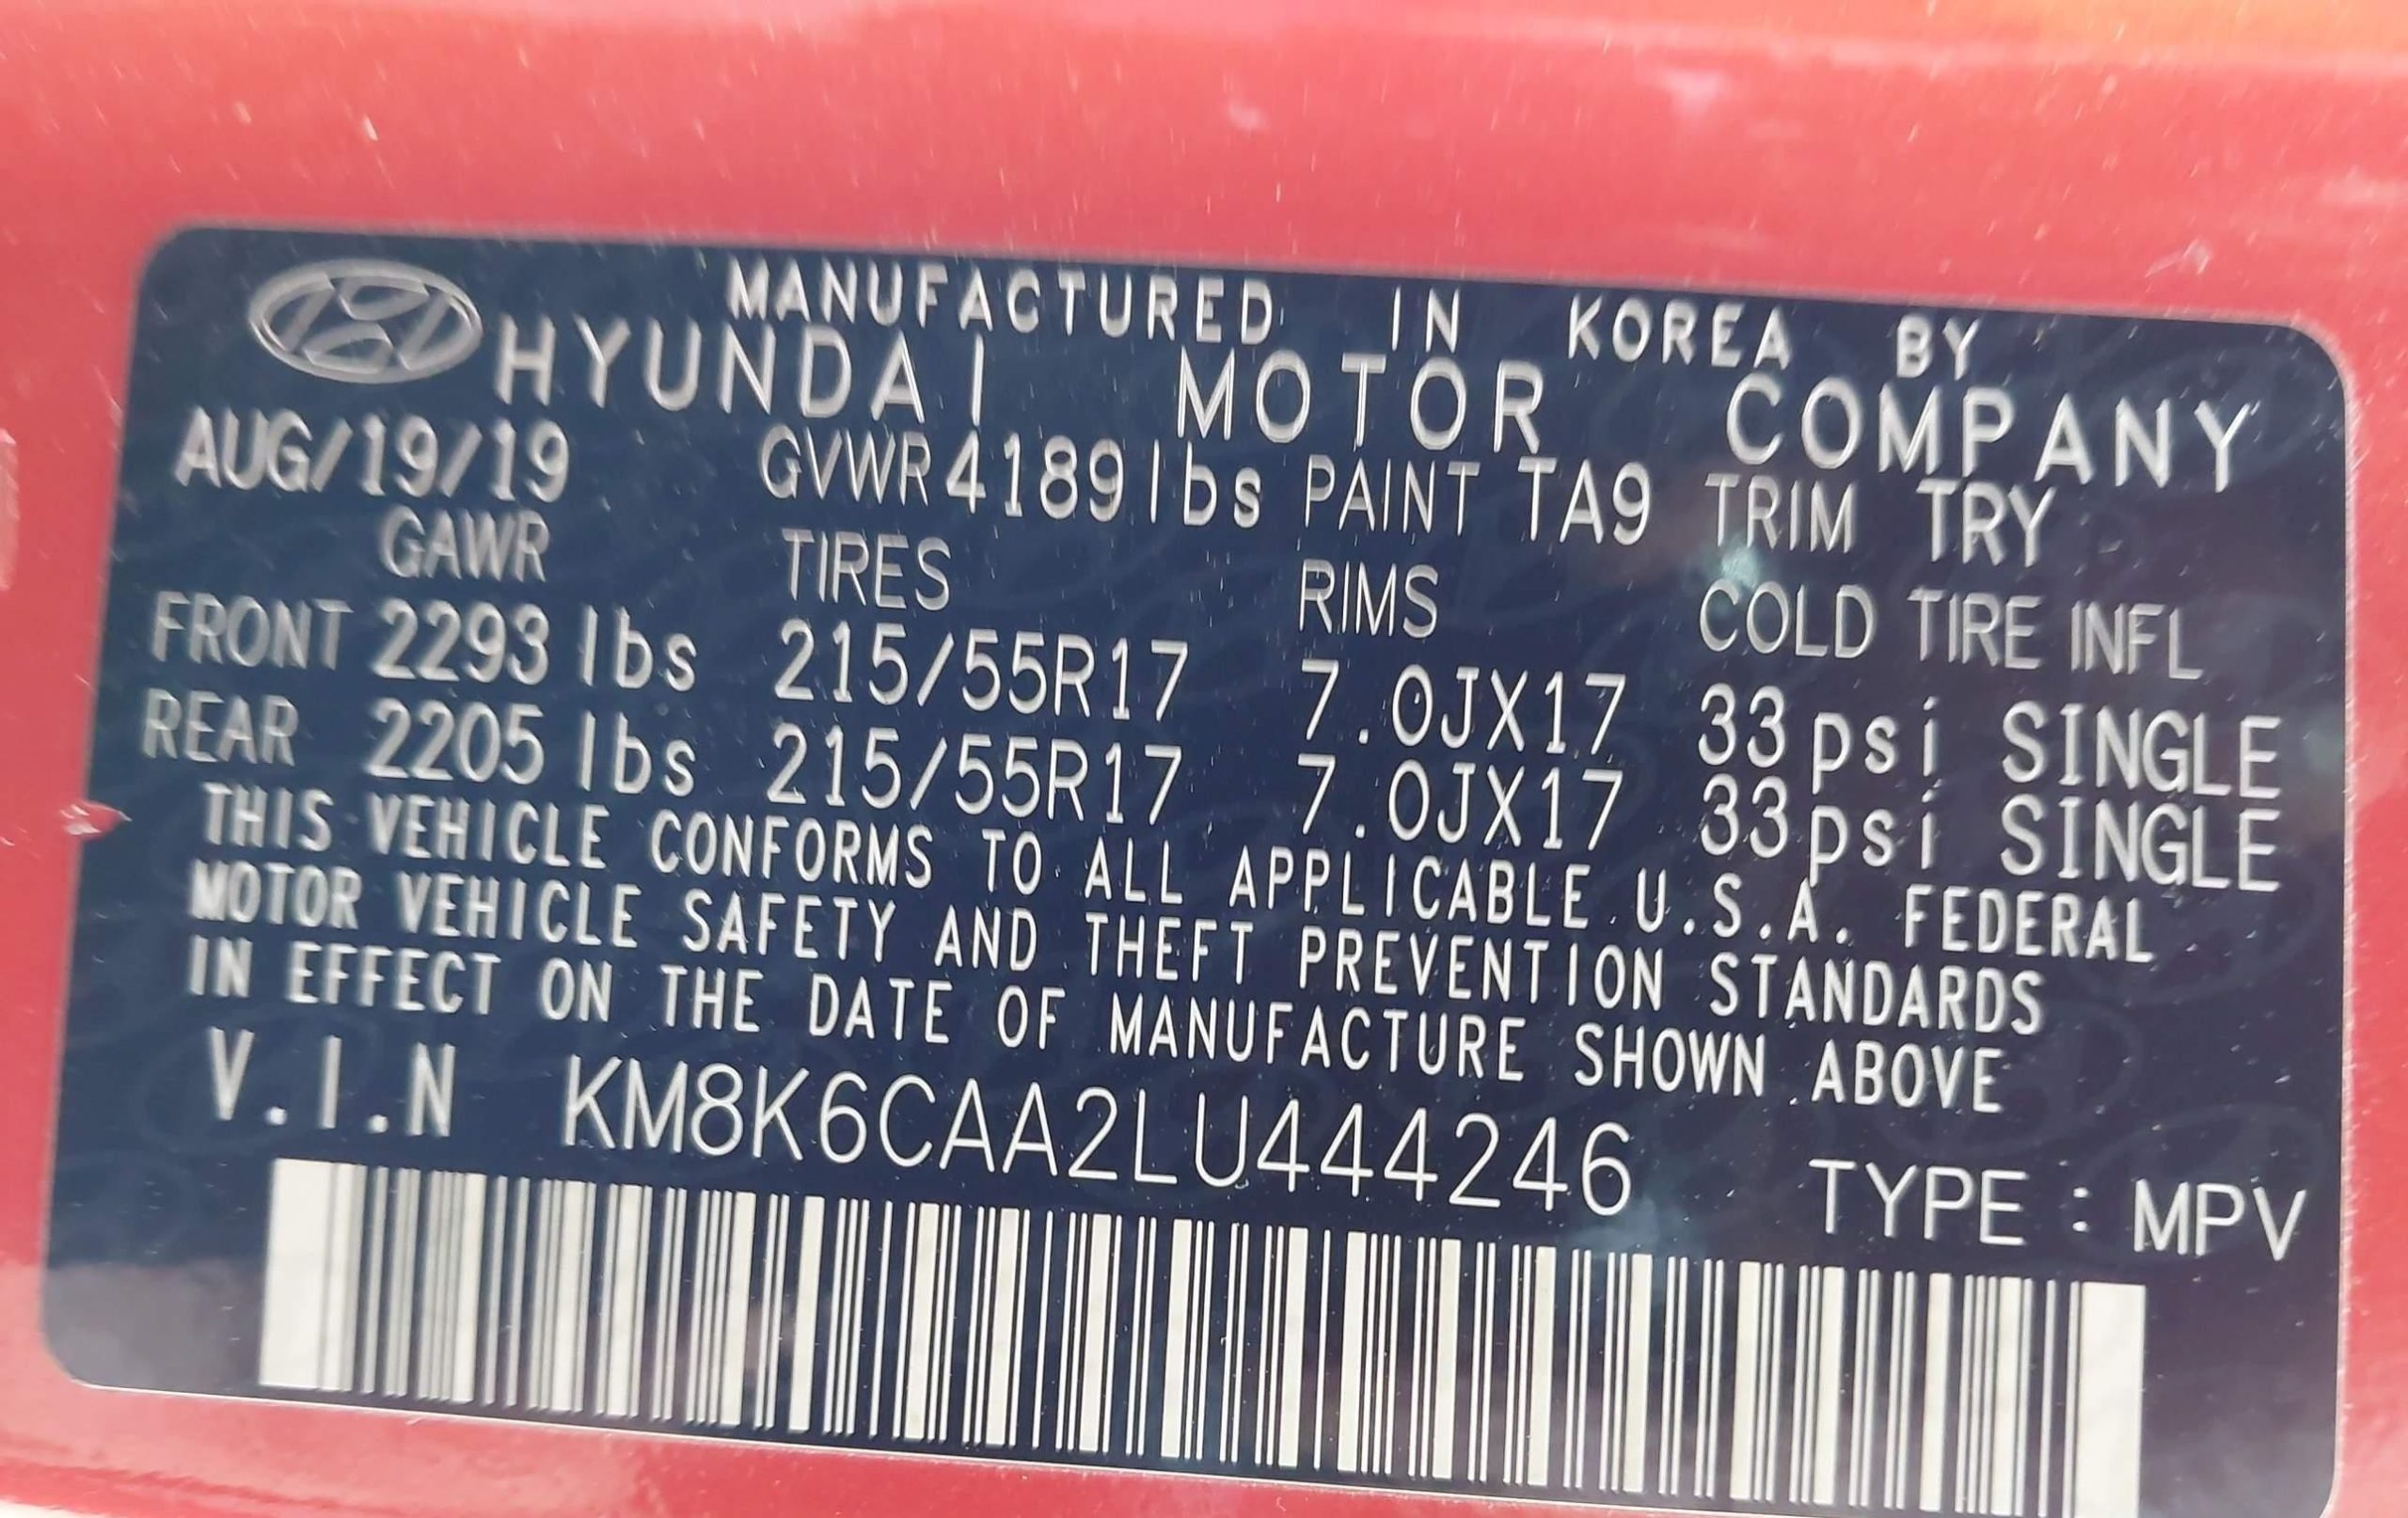 MANUFACTURED IN KOREA BY
HYUNDAI MOTOR COMPANY
AUG/19/19 GVWR 4189 lbs PAINT TA9 TRIM TRY
GAWR TIRES RIMS COLD TIRE INFL
FRONT 2293 lbs 215/55R17 7.0JX17 33 psi SINGLE
REAR 2205 lbs 215/55R17 7.0JX17 33 psi SINGLE
THIS VEHICLE CONFORMS TO ALL APPLICABLE U.S.A. FEDERAL
MOTOR VEHICLE SAFETY AND THEFT PREVENTION STANDARDS
IN EFFECT ON THE DATE OF MANUFACTURE SHOWN ABOVE
V.I.N KM8K6CAA2LU444246
TYPE : MPV